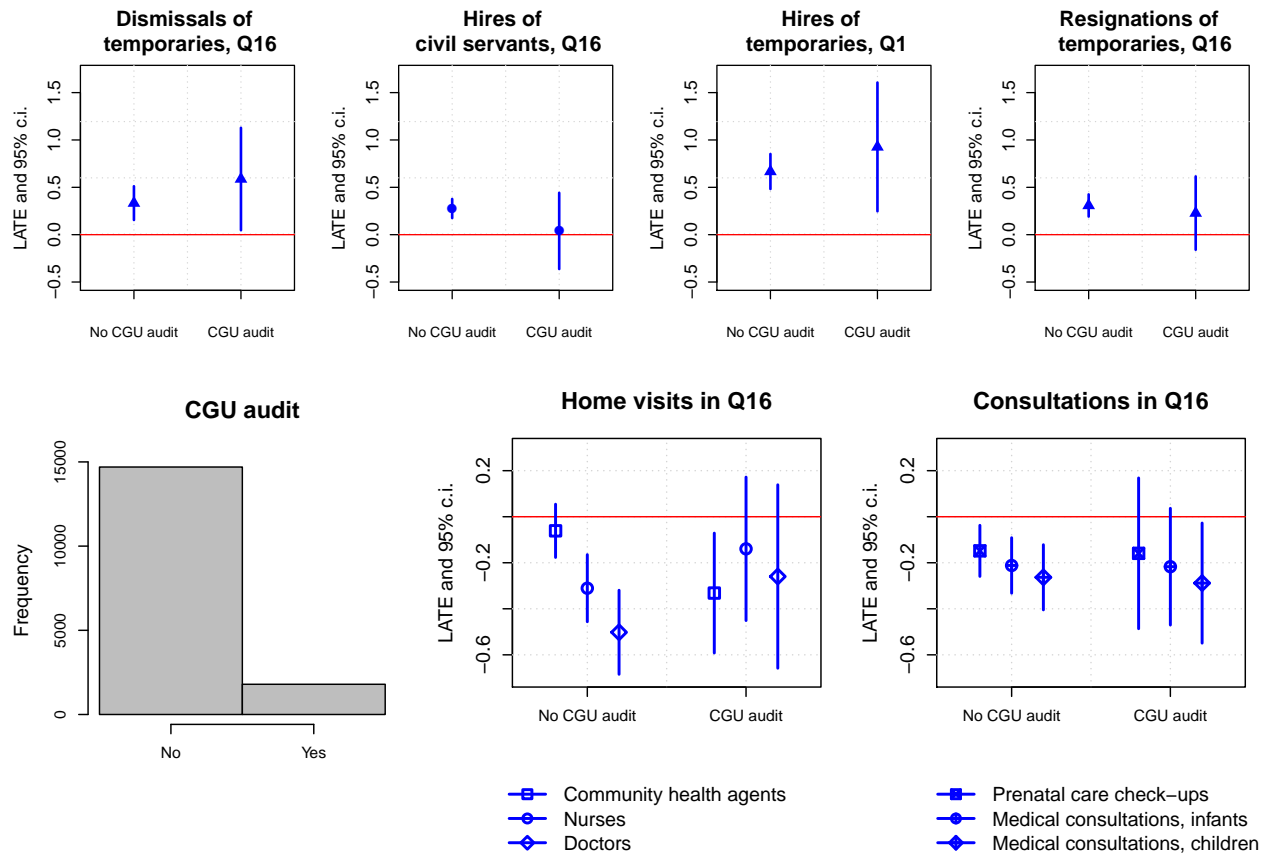 Dismissals of
temporaries, Q16
LATE and 95% c.i.
1.5
1.0
0.5
0.0
−0.5
No CGU audit
CGU audit
Hires of
civil servants, Q16
LATE and 95% c.i.
1.5
1.0
0.5
0.0
−0.5
No CGU audit
CGU audit
Hires of
temporaries, Q1
LATE and 95% c.i.
1.5
1.0
0.5
0.0
−0.5
No CGU audit
CGU audit
Resignations of
temporaries, Q16
LATE and 95% c.i.
1.5
1.0
0.5
0.0
−0.5
No CGU audit
CGU audit
CGU audit
Frequency
15000
10000
5000
0
No
Yes
Home visits in Q16
LATE and 95% c.i.
0.2
−0.2
−0.6
No CGU audit
CGU audit
Community health agents
Nurses
Doctors
Consultations in Q16
LATE and 95% c.i.
0.2
−0.2
−0.6
No CGU audit
CGU audit
Prenatal care check−ups
Medical consultations, infants
Medical consultations, children